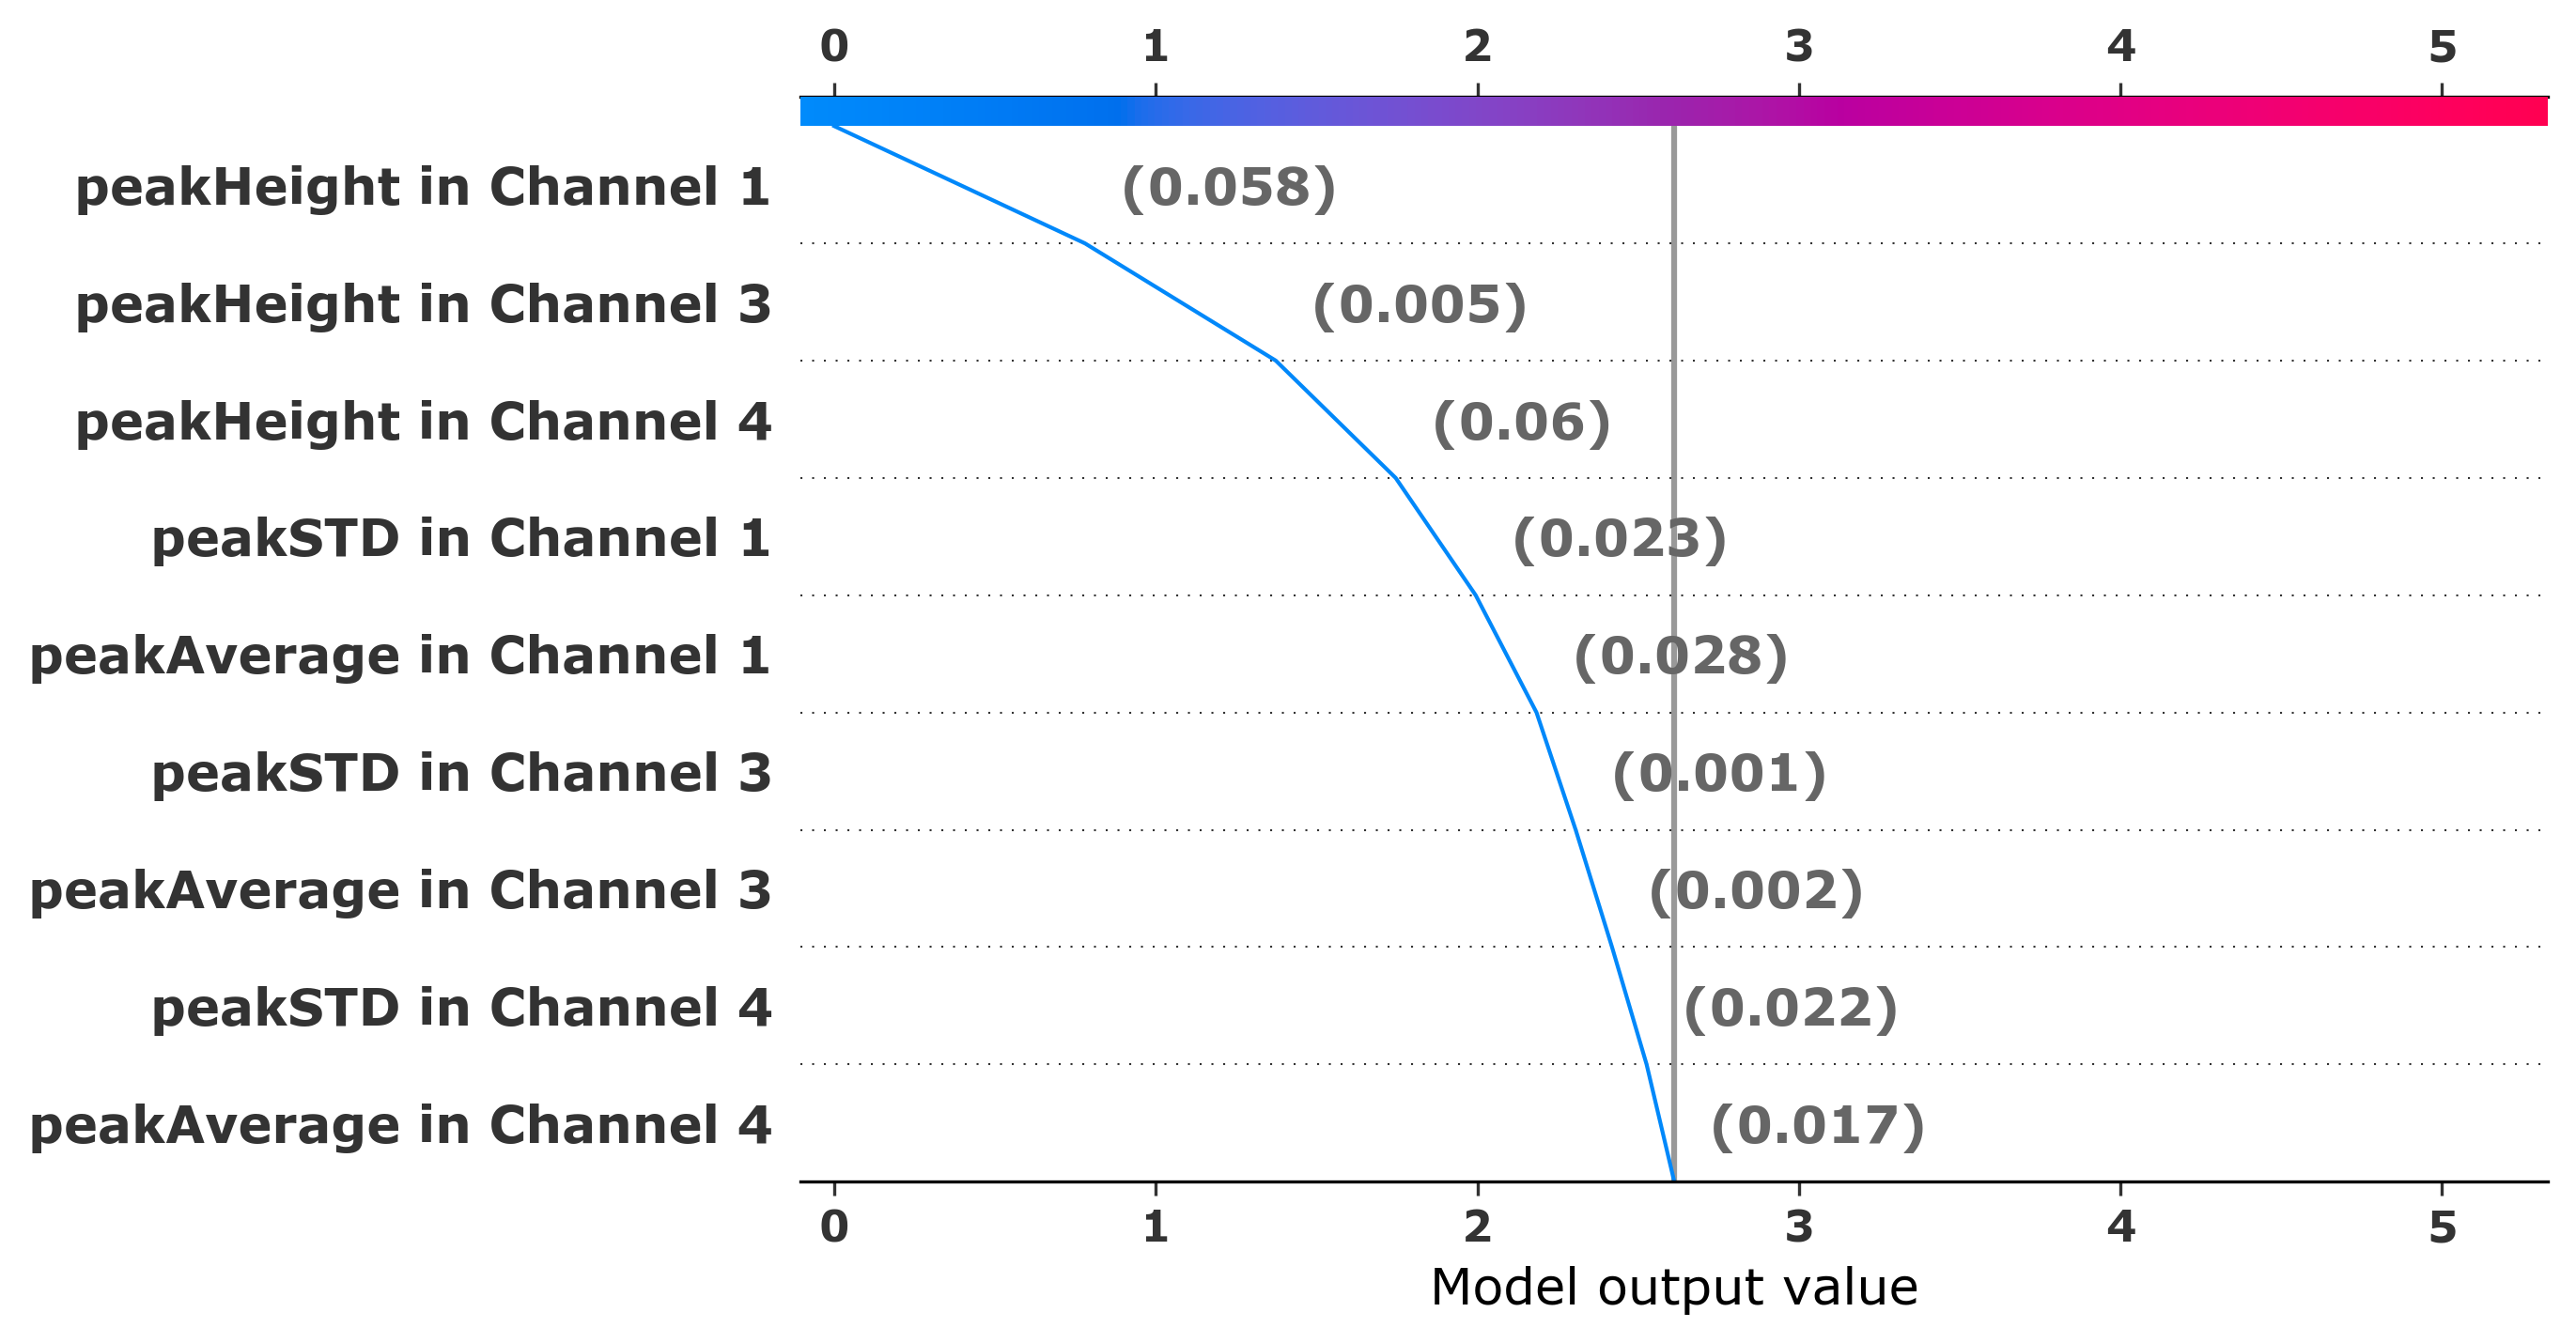 0 1 2 3 4 5
peakHeight in Channel 1 (0.058)
peakHeight in Channel 3 (0.005)
peakHeight in Channel 4 (0.06)
peakSTD in Channel 1 (0.023)
peakAverage in Channel 1 (0.028)
peakSTD in Channel 3 (0.001)
peakAverage in Channel 3 (0.002)
peakSTD in Channel 4 (0.022)
peakAverage in Channel 4 (0.017)
0 1 2 3 4 5
Model output value